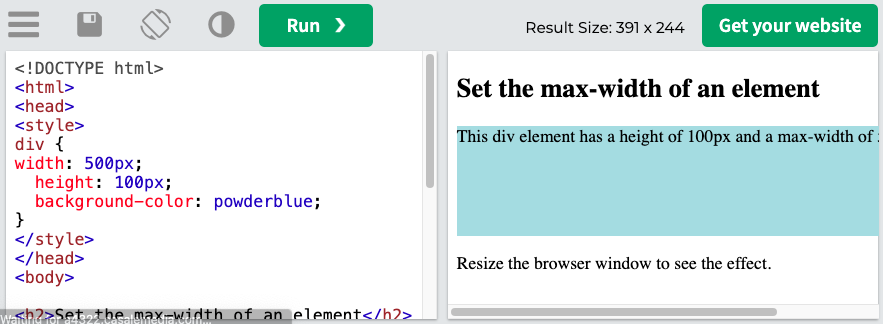 Run ❯
Result Size: 391 x 244
Get your website
<!DOCTYPE html>
<html>
<head>
<style>
div {
width: 500px;
  height: 100px;
  background-color: powderblue;
}
</style>
</head>
<body>
<h2>Set the max-width of an element</h2>
Waiting for a4322.casalemedia.com...
Set the max-width of an element
This div element has a height of 100px and a max-width of
Resize the browser window to see the effect.